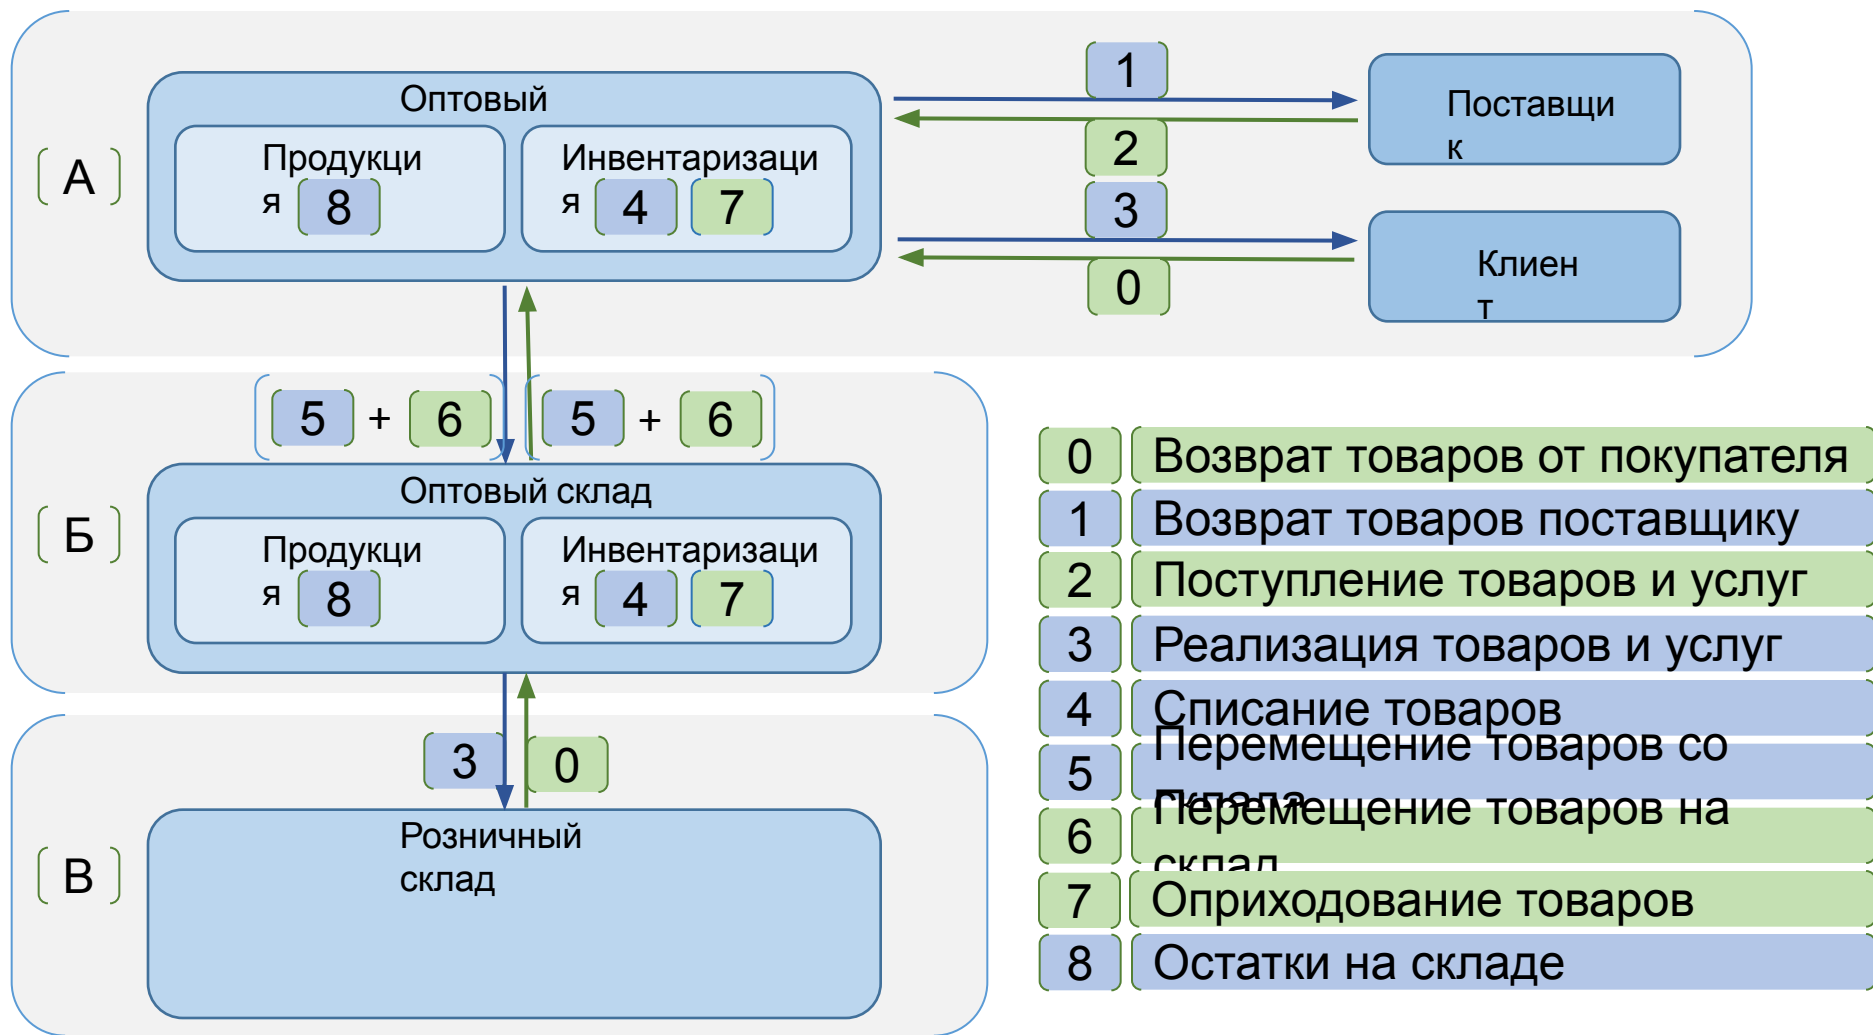 1
Оптовый
Поставщи
к
2
А
Продукци
я 8
Инвентаризаци
я 4 7
3
Клиен
т
0
5 + 6
5 + 6
Оптовый склад
Б
Продукци
я 8
Инвентаризаци
я 4 7
3
0
Розничный
склад
В
0 Возврат товаров от покупателя
1 Возврат товаров поставщику
2 Поступление товаров и услуг
3 Реализация товаров и услуг
4 Списание товаров
5 Перемещение товаров со
склада
6 Перемещение товаров на
склад
7 Оприходование товаров
8 Остатки на складе